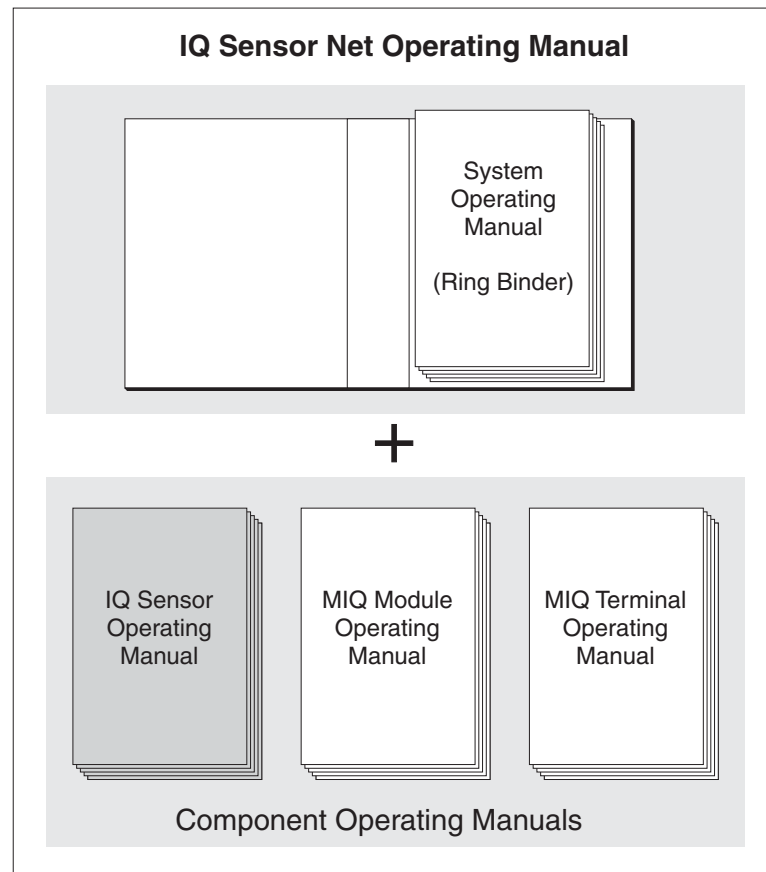 IQ Sensor Net Operating Manual
System
Operating
Manual
(Ring Binder)
+
IQ Sensor
Operating
Manual
MIQ Module
Operating
Manual
MIQ Terminal
Operating
Manual
Component Operating Manuals